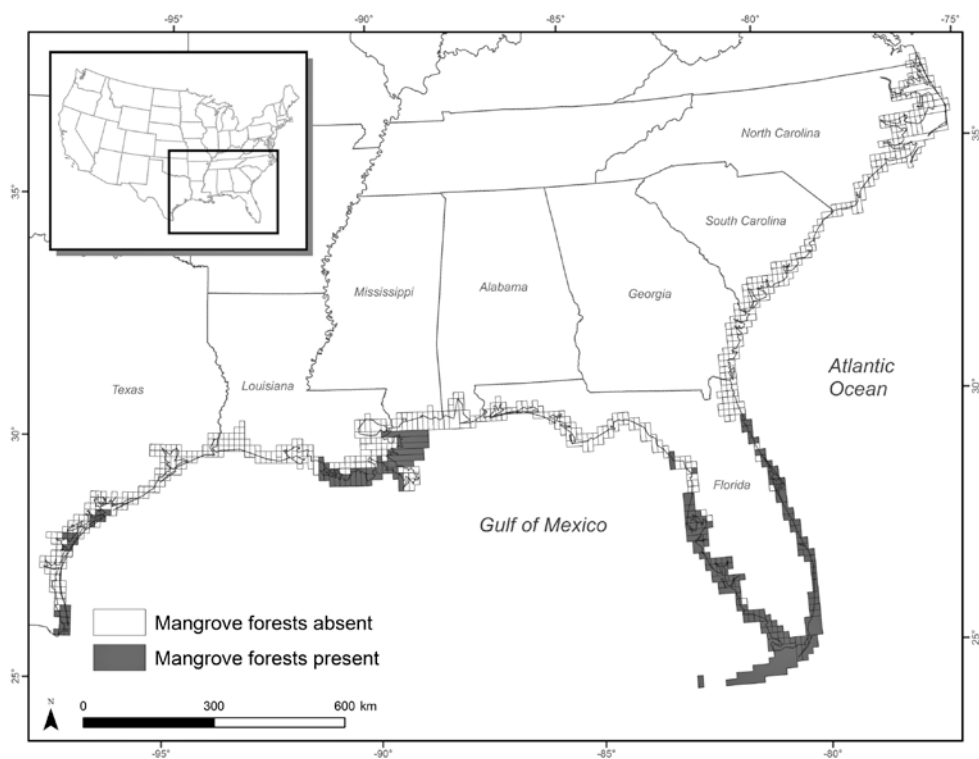 -95°
-90°
-85°
-80°
-75°
35°
35°
North Carolina
South Carolina
Mississippi
Alabama
Georgia
Texas
Louisiana
Atlantic
Ocean
30°
30°
Florida
Gulf of Mexico
Mangrove forests absent
Mangrove forests present
25°
25°
N
0
300
600 km
-95°
-90°
-85°
-80°